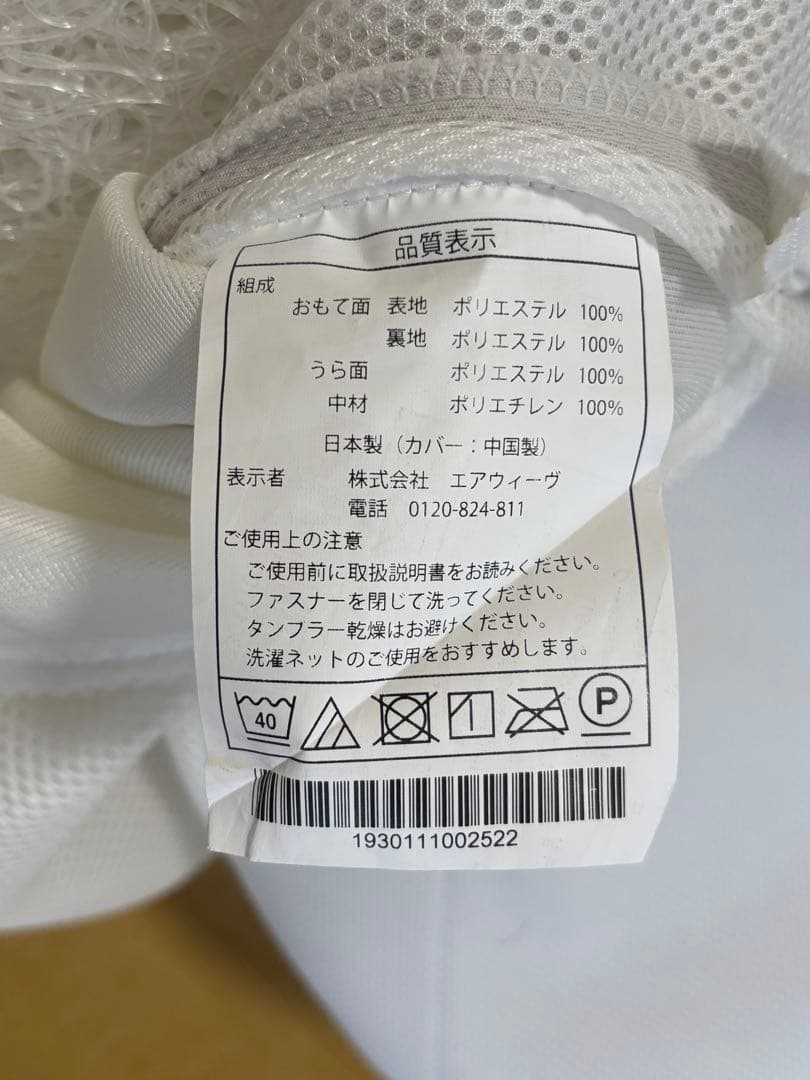 品質表示
組成
おもて面 表地 ポリエステル 100%
裏地 ポリエステル 100%
うら面 ポリエステル 100%
中材 ポリエチレン 100%
日本製（カバー：中国製）
表示者 株式会社 エアウィーヴ
電話 0120-824-811
ご使用上の注意
ご使用前に取扱説明書をお読みください。
ファスナーを閉じて洗ってください。
タンブラー乾燥はお避けください。
洗濯ネットのご使用をおすすめします。
40 P
1930111002522